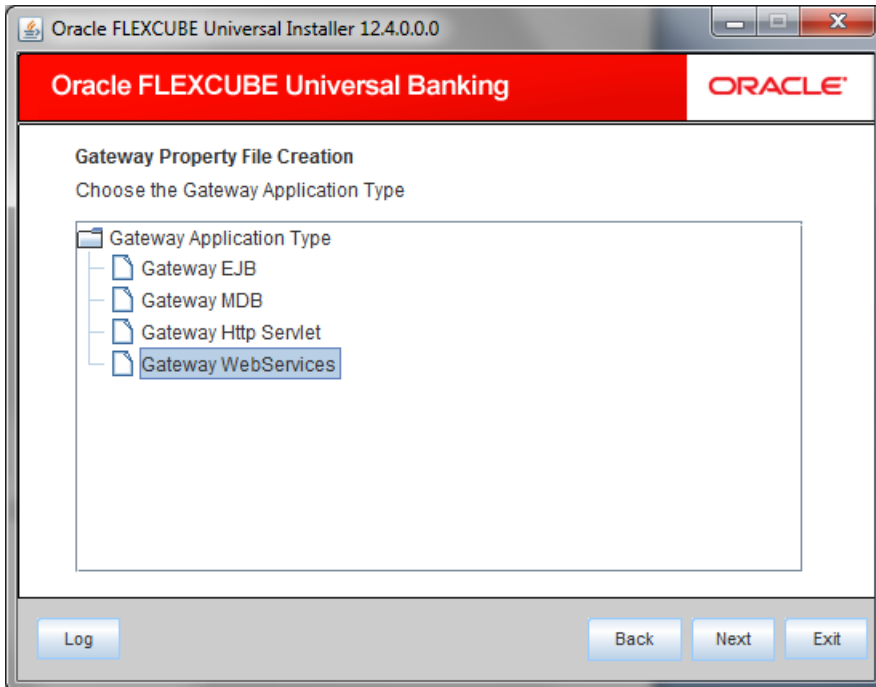 Oracle FLEXCUBE Universal Installer 12.4.0.0.0
Oracle FLEXCUBE Universal Banking ORACLE
Gateway Property File Creation
Choose the Gateway Application Type
Gateway Application Type
Gateway EJB
Gateway MDB
Gateway Http Servlet
Gateway WebServices
Log Back Next Exit